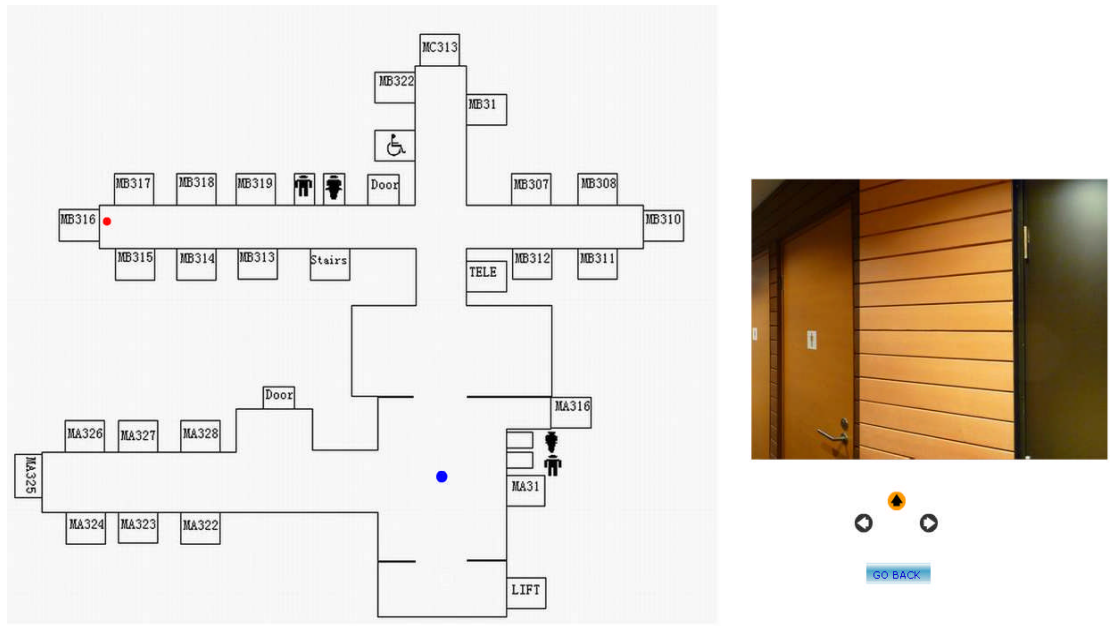 MC313
MB322
MB31
MB317
MB318
MB319
Door
MB307
MB308
MB316
MB310
MB315
MB314
MB313
Stairs
TELE
MB312
MB311
Door
MA316
MA326
MA327
MA328
MA325
MA31
MA324
MA323
MA322
LIFT
GO BACK